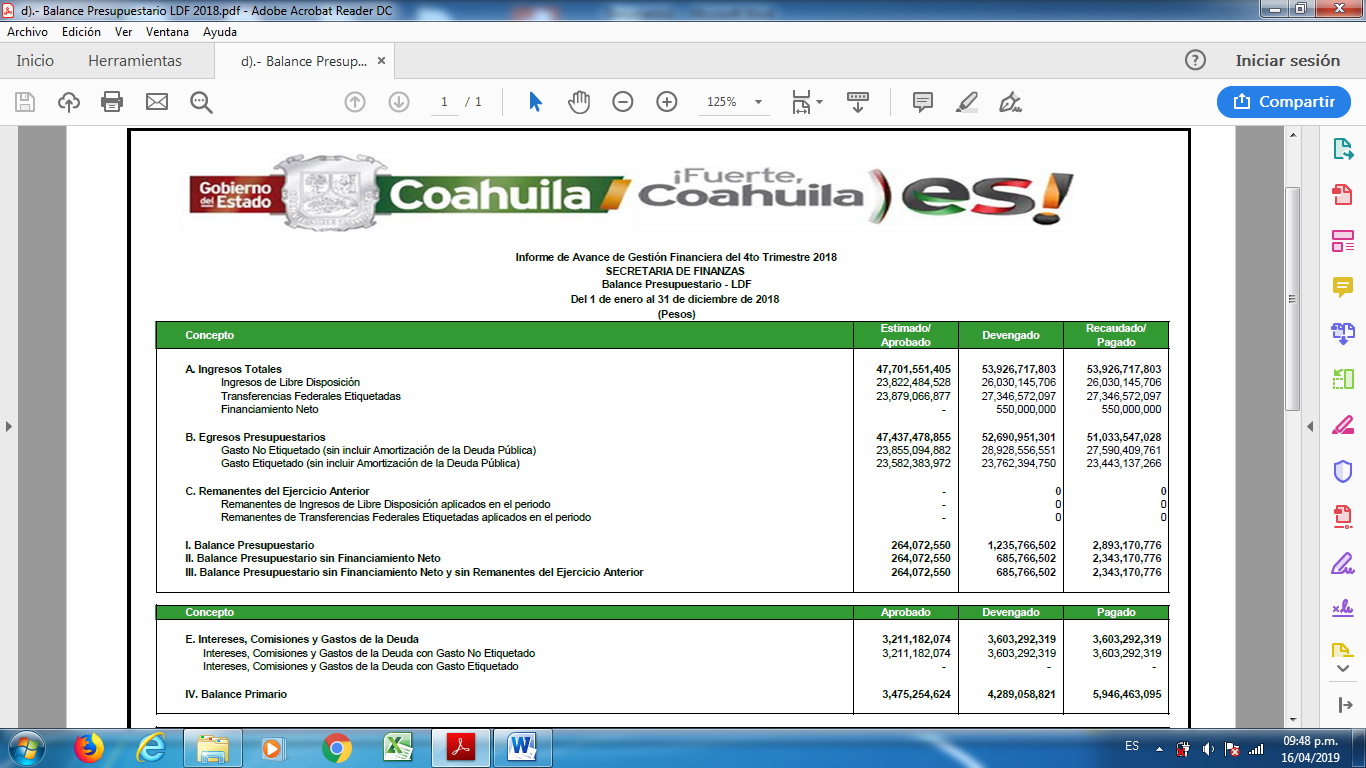 d).- Balance Presupuestario LDF 2018.pdf - Adobe Acrobat Reader DC
Archivo Edición Ver Ventana Ayuda
Inicio Herramientas d).- Balance Presup... × Iniciar sesión
1 / 1 125% Compartir
Gobierno del Estado Coahuila ¡Fuerte, Coahuila es!
Informe de Avance de Gestión Financiera del 4to Trimestre 2018
SECRETARIA DE FINANZAS
Balance Presupuestario - LDF
Del 1 de enero al 31 de diciembre de 2018
(Pesos)
Concepto Estimado/ Aprobado Devengado Recaudado/ Pagado
A. Ingresos Totales 47,701,551,405 53,926,717,803 53,926,717,803
Ingresos de Libre Disposición 23,822,484,528 26,030,145,706 26,030,145,706
Transferencias Federales Etiquetadas 23,879,066,877 27,346,572,097 27,346,572,097
Financiamiento Neto - 550,000,000 550,000,000
B. Egresos Presupuestarios 47,437,478,855 52,690,951,301 51,033,547,028
Gasto No Etiquetado (sin incluir Amortización de la Deuda Pública) 23,855,094,882 28,928,556,551 27,590,409,761
Gasto Etiquetado (sin incluir Amortización de la Deuda Pública) 23,582,383,972 23,762,394,750 23,443,137,266
C. Remanentes del Ejercicio Anterior - 0 0
Remanentes de Ingresos de Libre Disposición aplicados en el periodo - 0 0
Remanentes de Transferencias Federales Etiquetadas aplicados en el periodo - 0 0
I. Balance Presupuestario 264,072,550 1,235,766,502 2,893,170,776
II. Balance Presupuestario sin Financiamiento Neto 264,072,550 685,766,502 2,343,170,776
III. Balance Presupuestario sin Financiamiento Neto y sin Remanentes del Ejercicio Anterior 264,072,550 685,766,502 2,343,170,776
Concepto Aprobado Devengado Pagado
E. Intereses, Comisiones y Gastos de la Deuda 3,211,182,074 3,603,292,319 3,603,292,319
Intereses, Comisiones y Gastos de la Deuda con Gasto No Etiquetado 3,211,182,074 3,603,292,319 3,603,292,319
Intereses, Comisiones y Gastos de la Deuda con Gasto Etiquetado - - -
IV. Balance Primario 3,475,254,624 4,289,058,821 5,946,463,095
ES 09:48 p.m.
16/04/2019